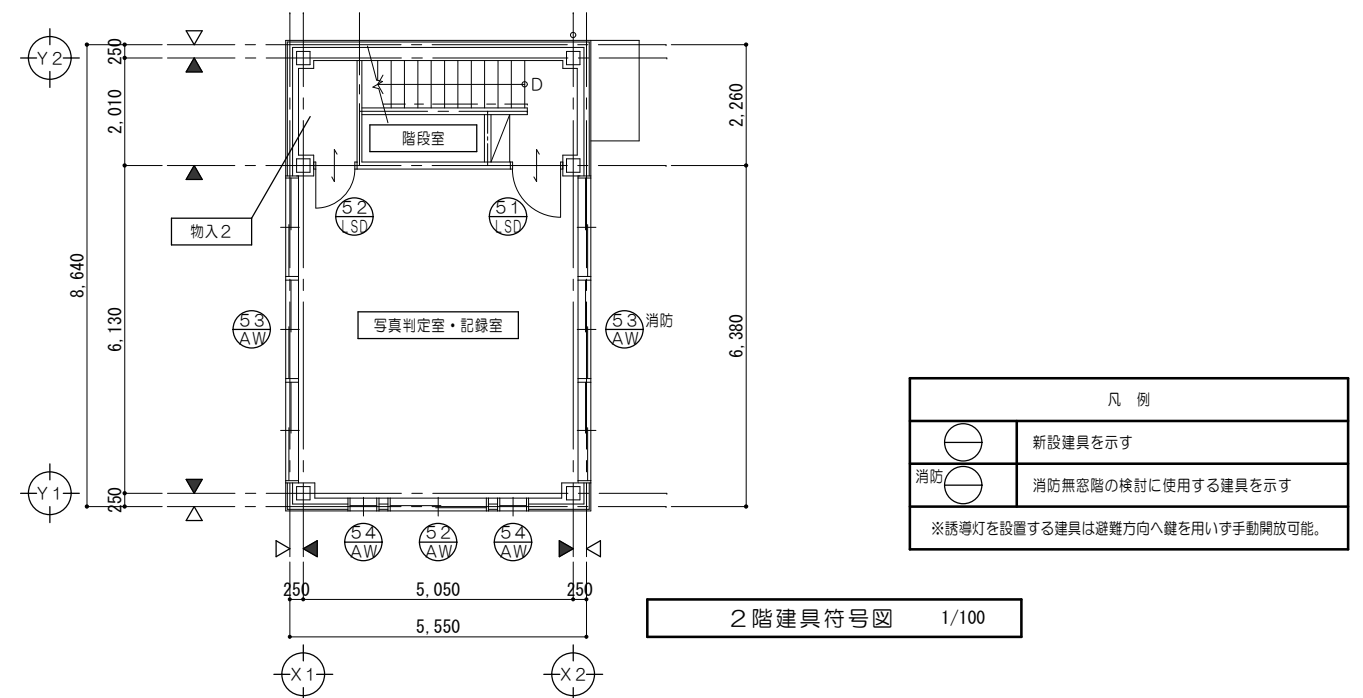 Y2
250
2,010
8,640
6,130
250
Y1
D
階段室
物入2
52
LSD
51
LSD
2,260
写真判定室・記録室
53
AW
53
AW
消防
6,380
54
AW
52
AW
54
AW
250
5,050
250
5,550
X1
X2
凡 例
新設建具を示す
消防
消防無窓階の検討に使用する建具を示す
※誘導灯を設置する建具は避難方向へ鍵を用いず手動開放可能。
2階建具符号図 1/100